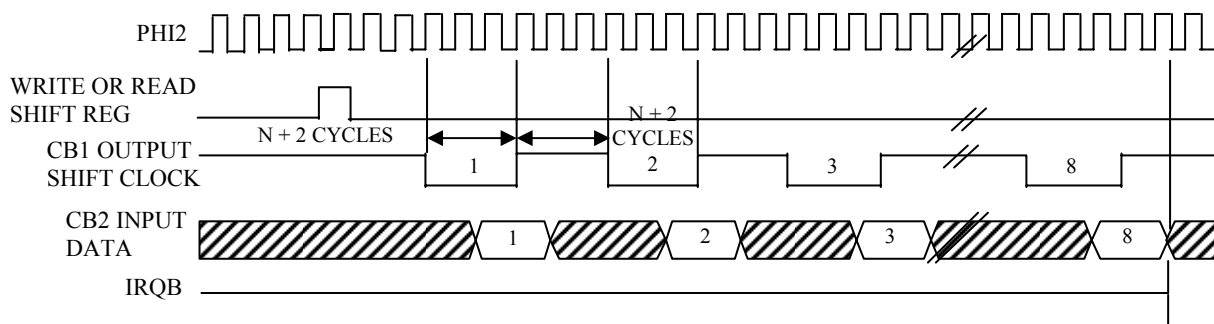 PHI2
WRITE OR READ
SHIFT REG
N + 2 CYCLES
N + 2
CYCLES
CB1 OUTPUT
SHIFT CLOCK
1
2
3
8
CB2 INPUT
DATA
1
2
3
8
IRQB